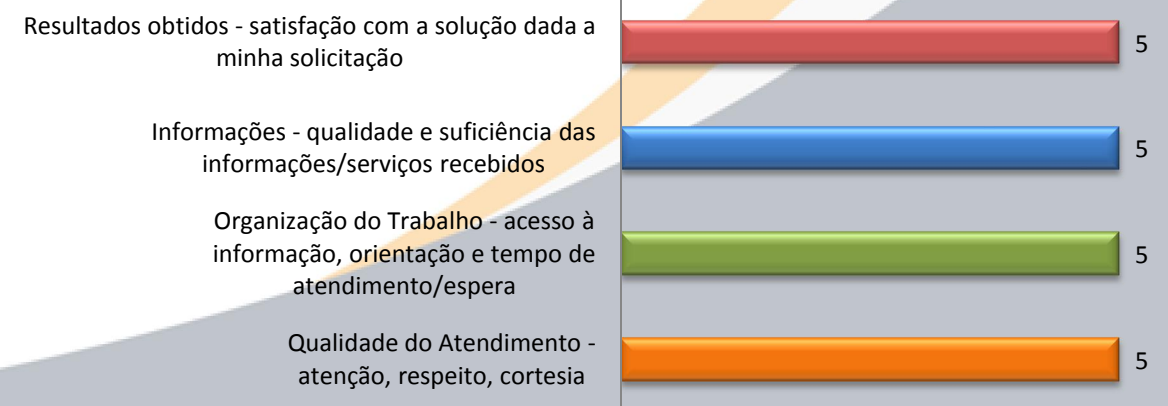 Resultados obtidos - satisfação com a solução dada a
minha solicitação
5
Informações - qualidade e suficiência das
informações/serviços recebidos
5
Organização do Trabalho - acesso à
informação, orientação e tempo de
atendimento/espera
5
Qualidade do Atendimento -
atenção, respeito, cortesia
5